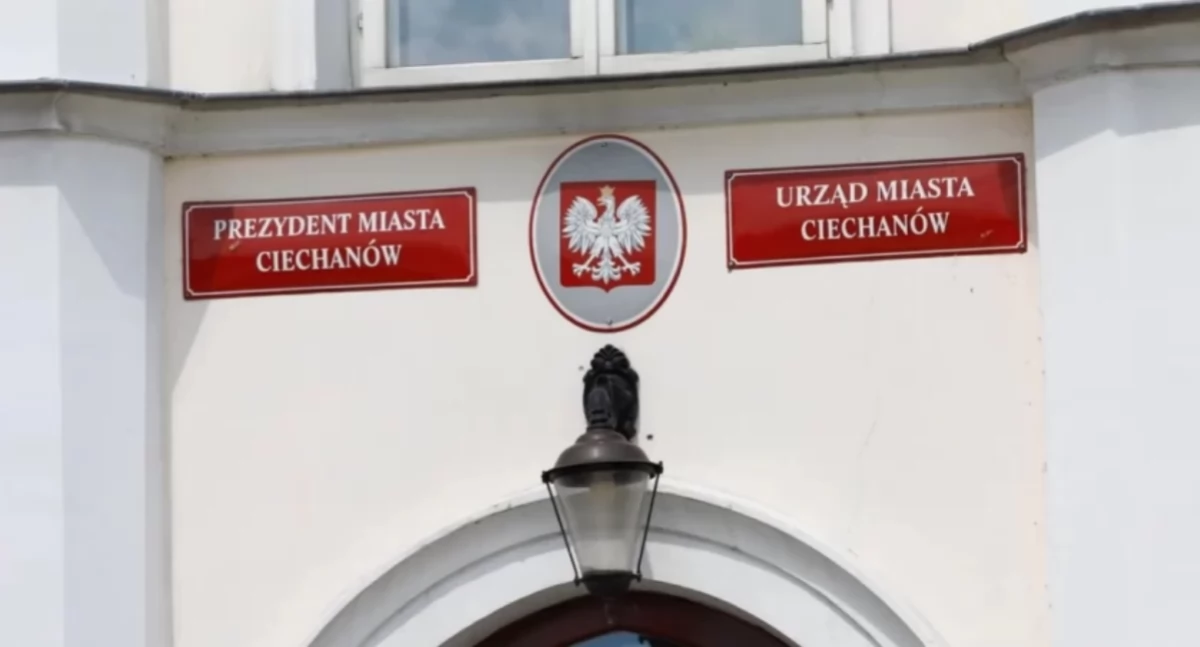 PREZYDENT MIASTA
CIECHANÓW
URZĄD MIASTA
CIECHANÓW